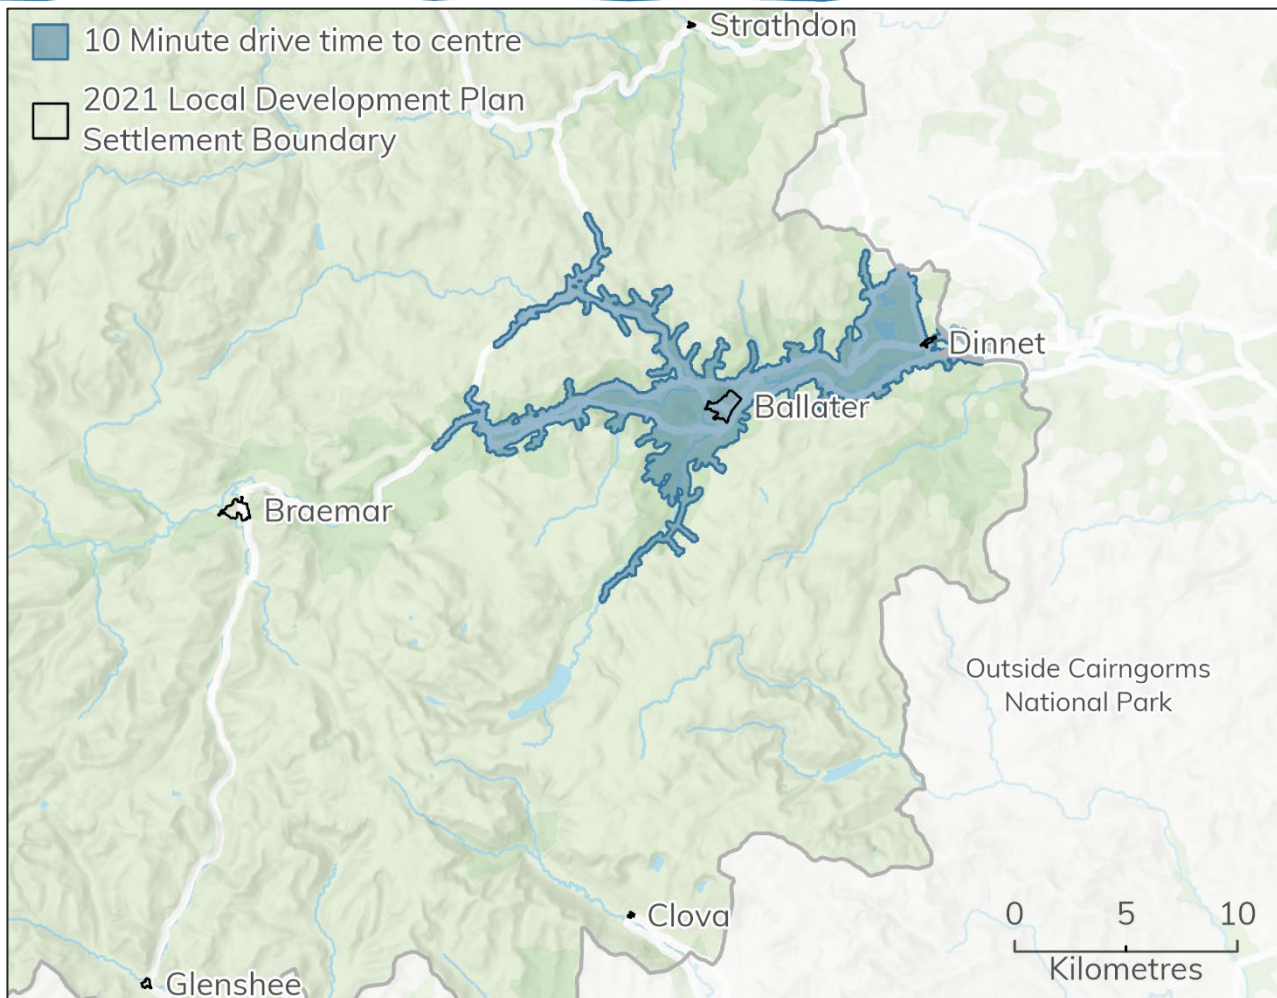 Strathdon
10 Minute drive time to centre
2021 Local Development Plan
Settlement Boundary
Dinnet
Ballater
Braemar
Outside Cairngorms
National Park
Clova
0 5 10
Kilometres
Glenshee